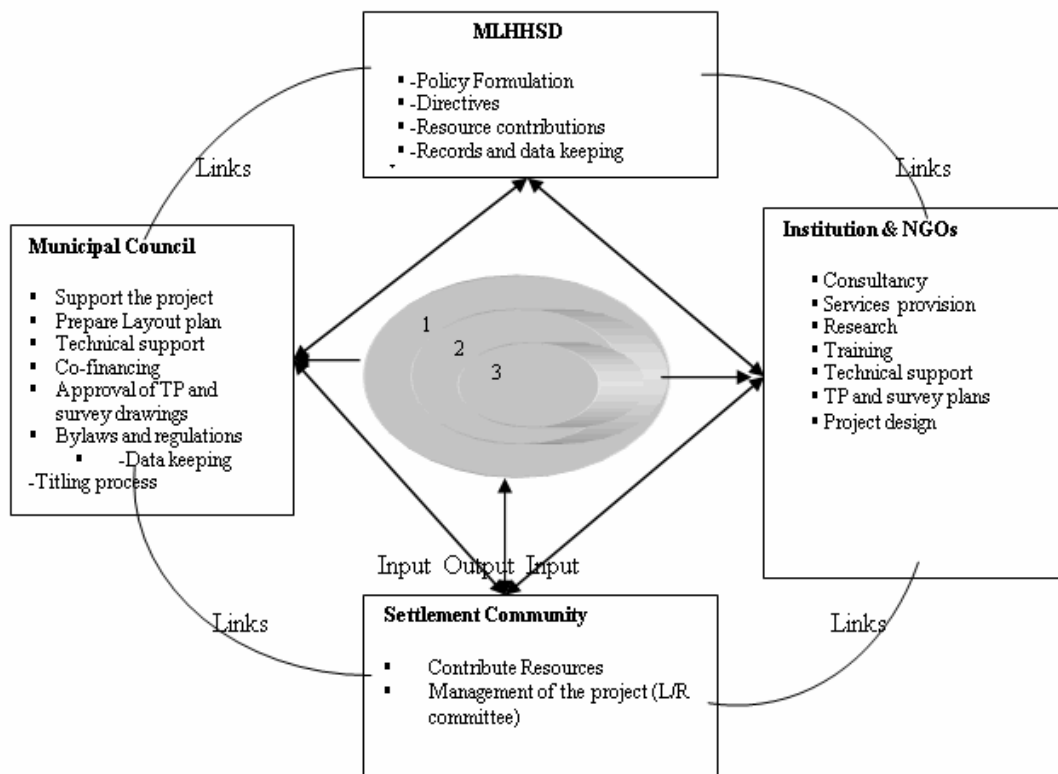 MLHHSD
▪ -Policy Formulation
▪ -Directives
▪ -Resource contributions
▪ -Records and data keeping
-
Links
Links
Municipal Council
▪ Support the project
▪ Prepare Layout plan
▪ Technical support
▪ Co-financing
▪ Approval of TP and
survey drawings
▪ Bylaws and regulations
▪ -Data keeping
-Titling process
1
2
3
Institution & NGOs
▪ Consultancy
▪ Services provision
▪ Research
▪ Training
▪ Technical support
▪ TP and survey plans
▪ Project design
Input Output Input
Links
Links
Settlement Community
▪ Contribute Resources
▪ Management of the project (L/R
committee)